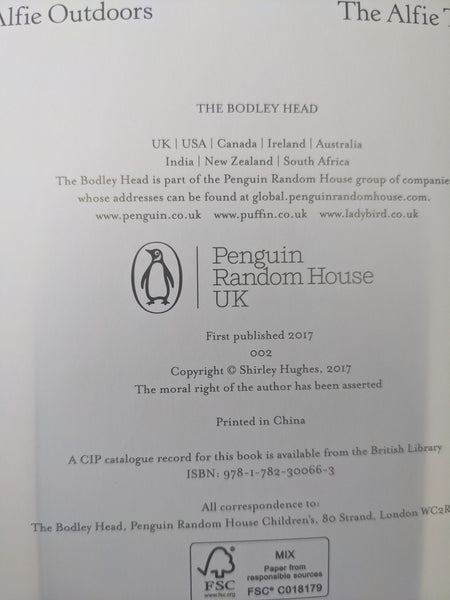 Alfie Outdoors The Alfie
THE BODLEY HEAD
UK | USA | Canada | Ireland | Australia
India | New Zealand | South Africa
The Bodley Head is part of the Penguin Random House group of companie
whose addresses can be found at global.penguinrandomhouse.com.
www.penguin.co.uk www.puffin.co.uk www.ladybird.co.uk
Penguin
Random House
UK
First published 2017
002
Copyright © Shirley Hughes, 2017
The moral right of the author has been asserted
Printed in China
A CIP catalogue record for this book is available from the British Library
ISBN: 978-1-782-30066-3
All correspondence to:
The Bodley Head, Penguin Random House Children's, 80 Strand, London WC2R
FSC
www.fsc.org
MIX
Paper from
responsible sources
FSC® C018179